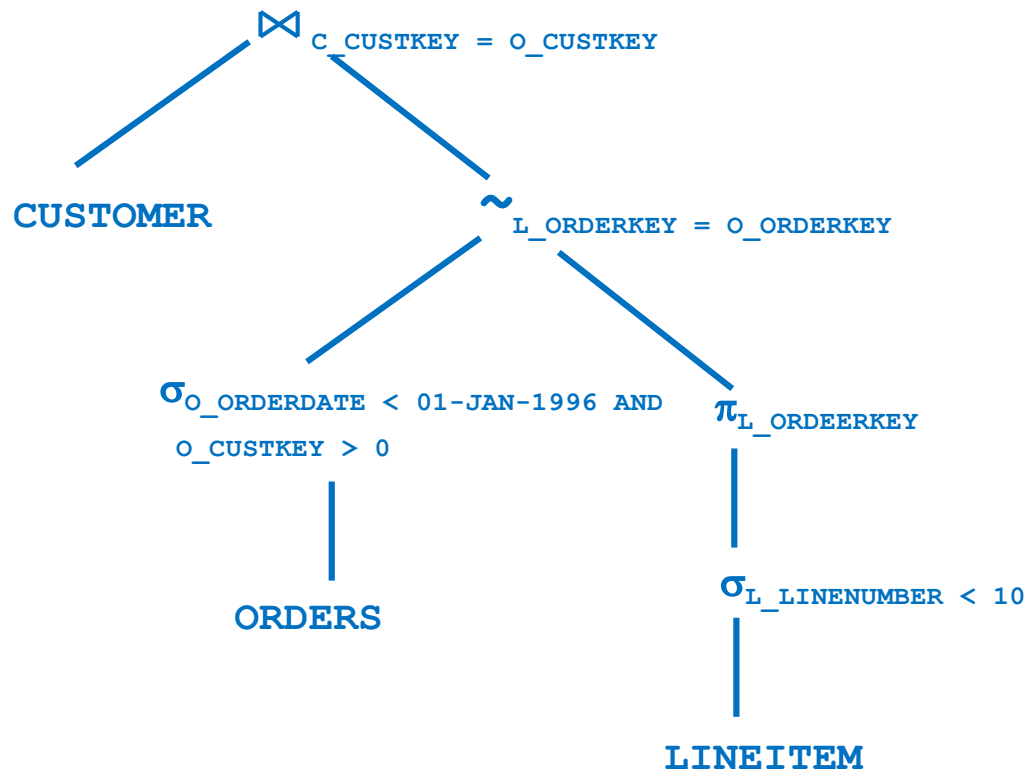 ⋈ C_CUSTKEY = O_CUSTKEY
CUSTOMER
~ L_ORDERKEY = O_ORDERKEY
σO_ORDERDATE < 01-JAN-1996 AND
O_CUSTKEY > 0
πL_ORDEERKEY
σL_LINENUMBER < 10
ORDERS
LINEITEM